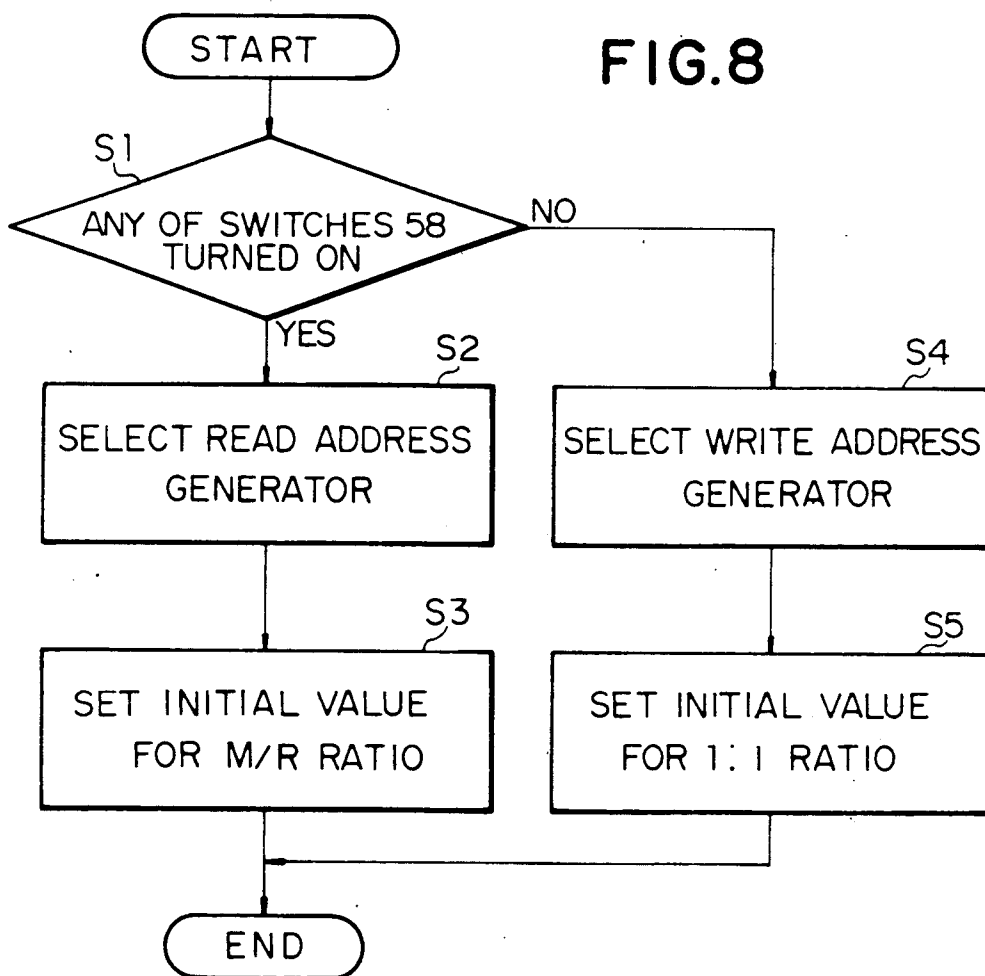 FIG.8
START
S1
ANY OF SWITCHES 58
TURNED ON
NO
YES
S2
SELECT READ ADDRESS
GENERATOR
S4
SELECT WRITE ADDRESS
GENERATOR
S3
SET INITIAL VALUE
FOR M/R RATIO
S5
SET INITIAL VALUE
FOR 1:1 RATIO
END